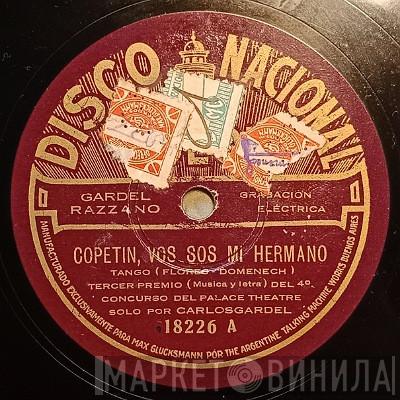 DISCO NACIONAL
GARDEL
RAZZANO
GRABACION
ELÉCTRICA
COPETIN, VOS SOS MI HERMANO
TANGO (FLORES-DOMENECH)
TERCER PREMIO (Musica y letra) DEL 4º
CONCURSO DEL PALACE THEATRE
SOLO POR CARLOSGARDEL
18226 A
MANUFACTURADO EXCLUSIVAMENTE PARA MAX GLUCKSMANN POR THE ARGENTINE TALKING MACHINE WORKS BUENOS AIRES
МАРКЕТ ВИНИЛА